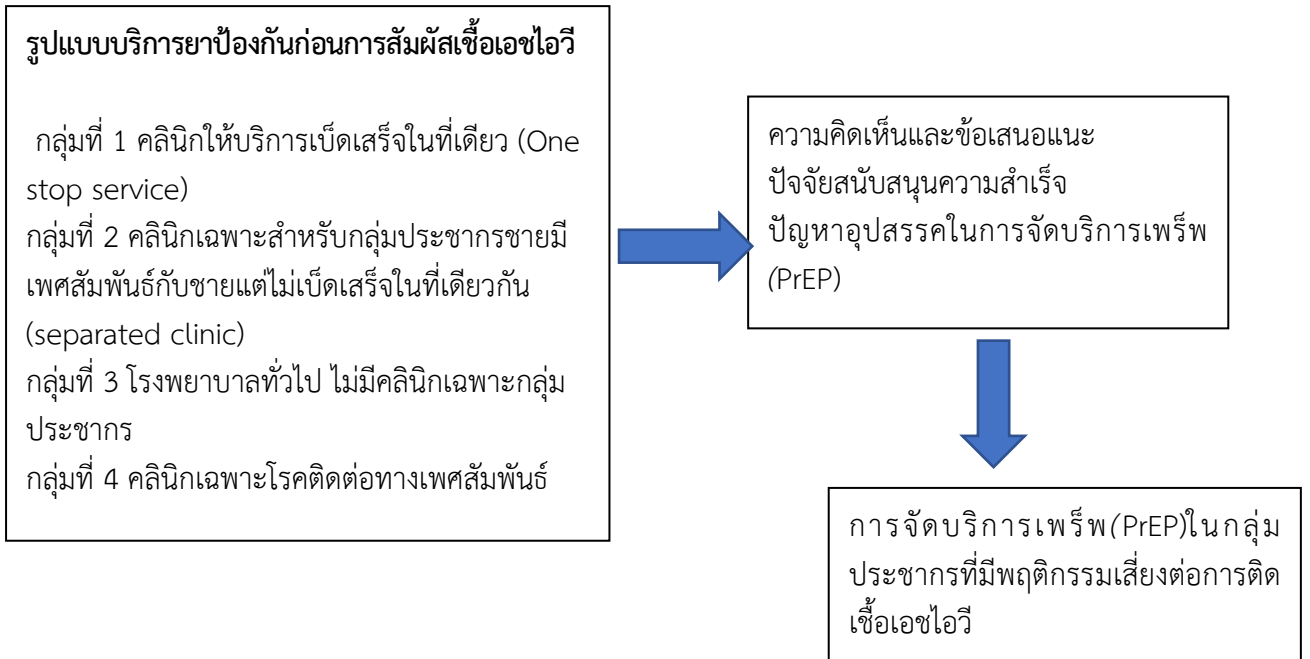 รูปแบบบริการยาป้องกันก่อนการสัมผัสเชื้อเอชไอวี
กลุ่มที่ 1 คลินิกให้บริการเบ็ดเสร็จในที่เดียว (One
stop service)
กลุ่มที่ 2 คลินิกเฉพาะสำหรับกลุ่มประชากรชายมี
เพศสัมพันธ์กับชายแต่ไม่เบ็ดเสร็จในที่เดียวกัน
(separated clinic)
กลุ่มที่ 3 โรงพยาบาลทั่วไป ไม่มีคลินิกเฉพาะกลุ่ม
ประชากร
กลุ่มที่ 4 คลินิกเฉพาะโรคติดต่อทางเพศสัมพันธ์
ความคิดเห็นและข้อเสนอแนะ
ปัจจัยสนับสนุนความสำเร็จ
ปัญหาอุปสรรคในการจัดบริการเพร็พ
(PrEP)
การจัดบริการเพร็พ(PrEP)ในกลุ่ม
ประชากรที่มีพฤติกรรมเสี่ยงต่อการติด
เชื้อเอชไอวี